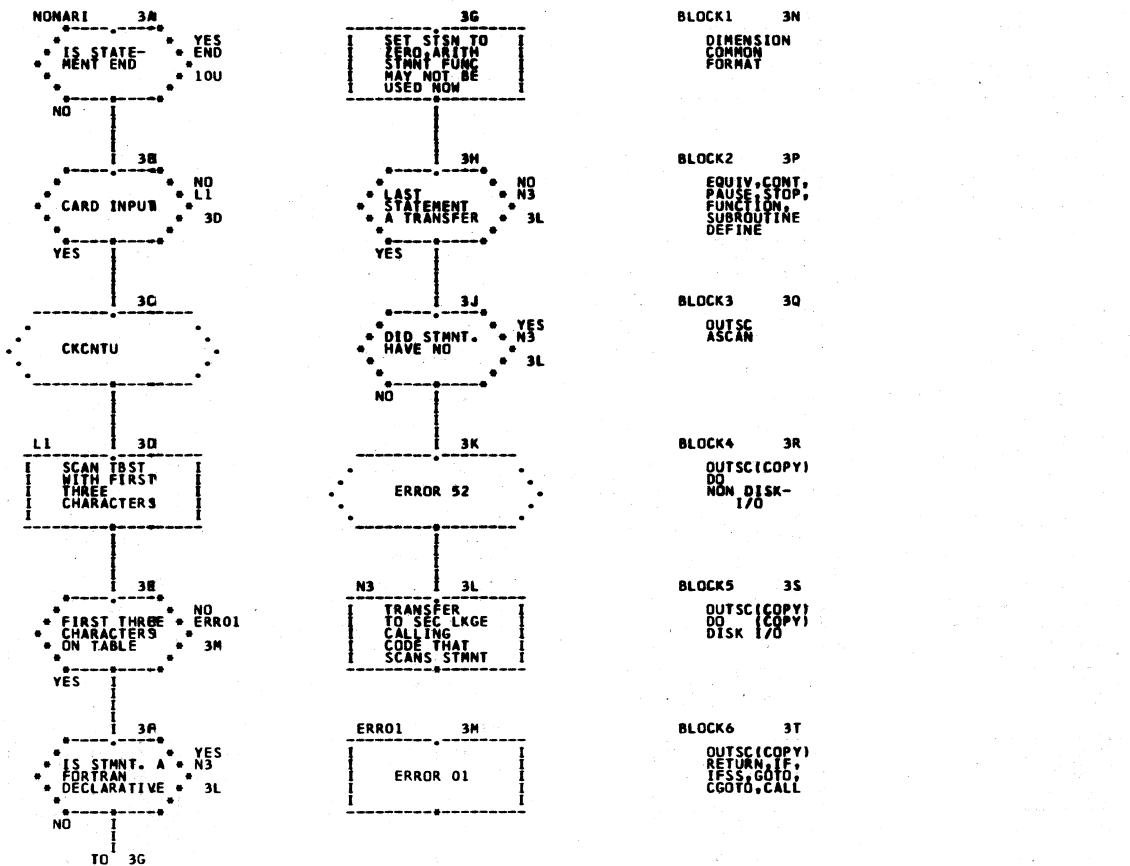 NONARI 3A
YES
IS STATE- END
MENT END
10U
NO
3B
NO
L1
CARD INPUT
3D
YES
3C
CKCNTU
L1 3D
SCAN TBST
WITH FIRST
THREE
CHARACTERS
3E
NO
FIRST THREE ERR01
CHARACTERS
ON TABLE 3M
YES
3F
YES
IS STMNT. A N3
FORTRAN
DECLARATIVE 3L
NO
TO 3G
3G
SET STSN TO
ZERO,ARITH
STMNT FUNC
MAY NOT BE
USED NOW
3H
NO
LAST N3
STATEMENT
A TRANSFER 3L
YES
3J
YES
DID STMNT. N3
HAVE NO
3L
NO
3K
ERROR 52
N3 3L
TRANSFER
TO SEC LKGE
CALLING
CODE THAT
SCANS STMNT
ERR01 3M
ERROR 01
BLOCK1 3N
DIMENSION
COMMON
FORMAT
BLOCK2 3P
EQUIV,CONT,
PAUSE,STOP,
FUNCTION,
SUBROUTINE
DEFINE
BLOCK3 3Q
OUTSC
ASCAN
BLOCK4 3R
OUTSC(COPY)
DO
NON DISK-
I/O
BLOCK5 3S
OUTSC(COPY)
DO (COPY)
DISK I/O
BLOCK6 3T
OUTSC(COPY)
RETURN,IF,
IFSS,GOTO,
CGOTO,CALL